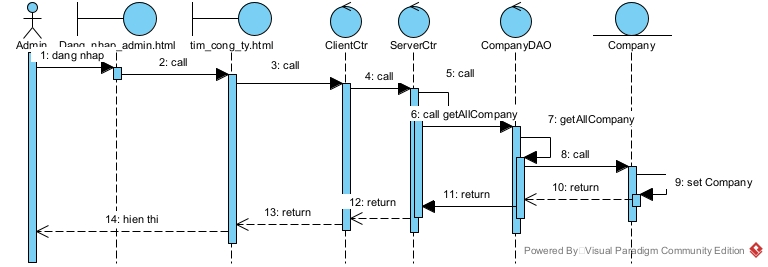 Admin
Dang_nhap_admin.html
tim_cong_ty.html
ClientCtr
ServerCtr
CompanyDAO
Company
1: dang nhap
2: call
3: call
4: call
5: call
6: call getAllCompany
7: getAllCompany
8: call
9: set Company
10: return
11: return
12: return
13: return
14: hien thi
Powered By Visual Paradigm Community Edition